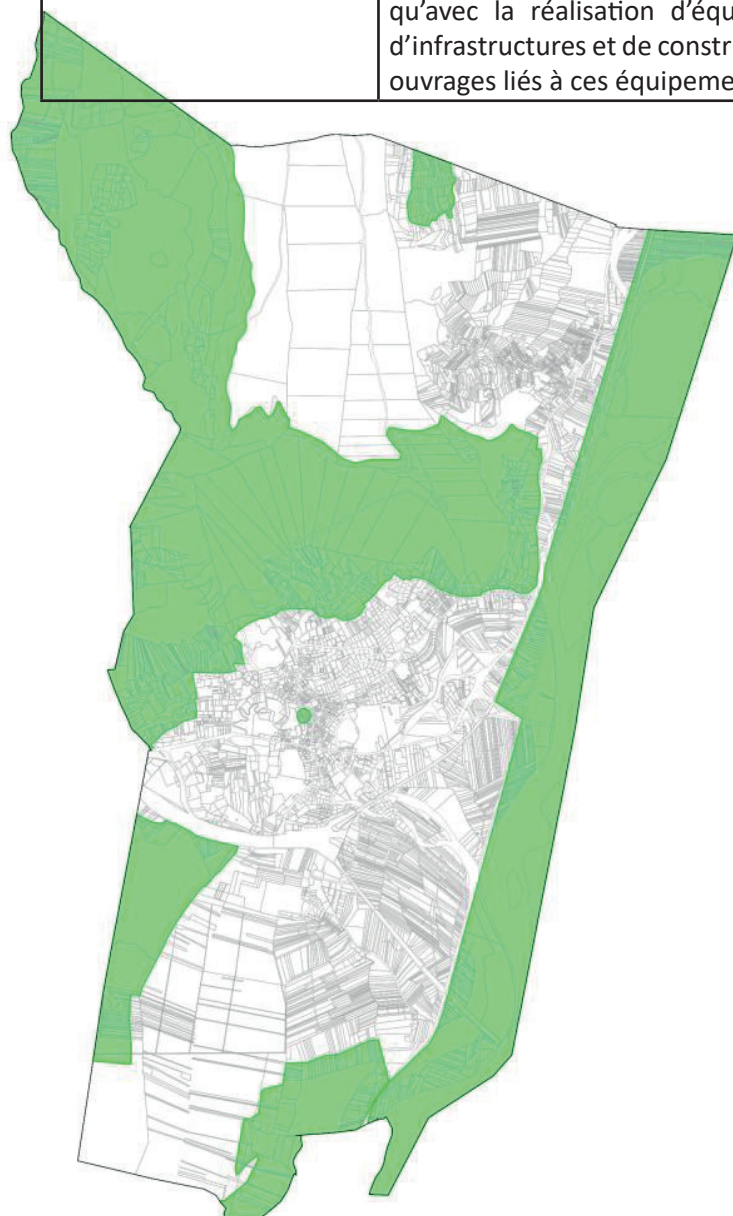 qu'avec la réalisation d'équ
d'infrastructures et de constr
ouvrages liés à ces équipeme